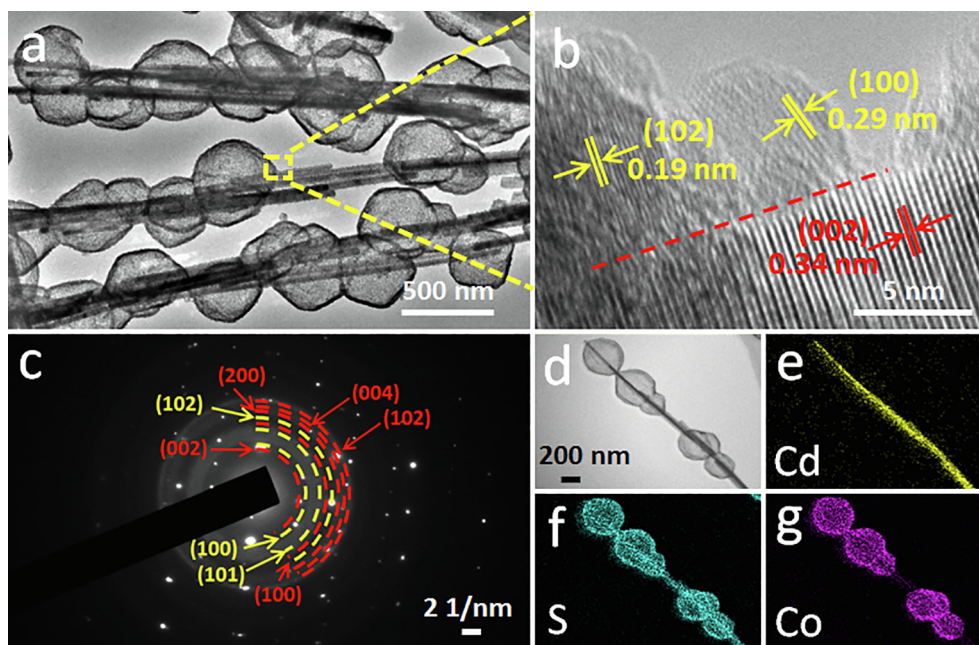 a
500 nm
b
(100)
0.29 nm
(102)
0.19 nm
(002)
0.34 nm
5 nm
c
(200)
(004)
(102)
(102)
(002)
(100)
(101)
(100)
2 1/nm
d
200 nm
e
Cd
f
S
g
Co